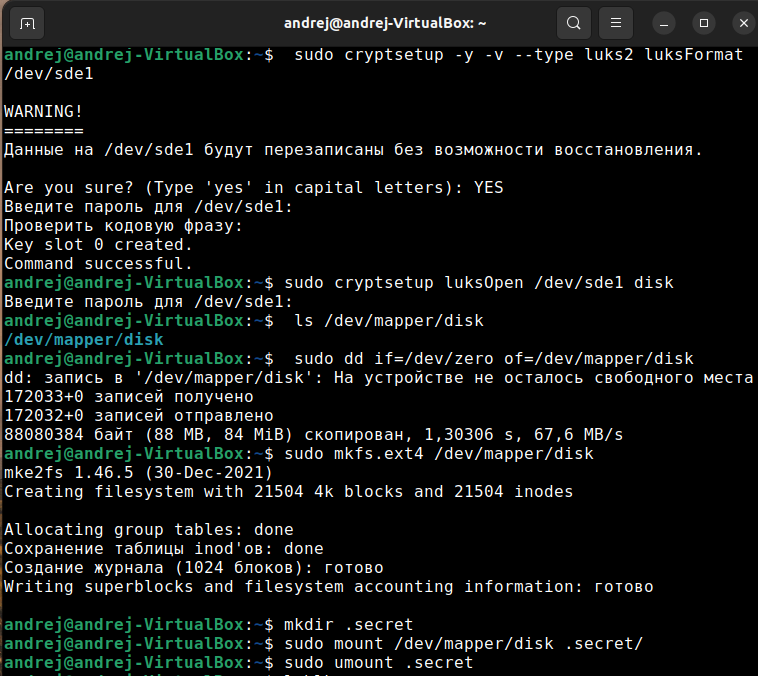 andrej@andrej-VirtualBox: ~
andrej@andrej-VirtualBox:~$  sudo cryptsetup -y -v --type luks2 luksFormat
/dev/sde1
WARNING!
========
Данные на /dev/sde1 будут перезаписаны без возможности восстановления.
Are you sure? (Type 'yes' in capital letters): YES
Введите пароль для /dev/sde1:
Проверить кодовую фразу:
Key slot 0 created.
Command successful.
andrej@andrej-VirtualBox:~$ sudo cryptsetup luksOpen /dev/sde1 disk
Введите пароль для /dev/sde1:
andrej@andrej-VirtualBox:~$  ls /dev/mapper/disk
/dev/mapper/disk
andrej@andrej-VirtualBox:~$  sudo dd if=/dev/zero of=/dev/mapper/disk
dd: запись в '/dev/mapper/disk': На устройстве не осталось свободного места
172033+0 записей получено
172032+0 записей отправлено
88080384 байт (88 MB, 84 MiB) скопирован, 1,30306 s, 67,6 MB/s
andrej@andrej-VirtualBox:~$ sudo mkfs.ext4 /dev/mapper/disk
mke2fs 1.46.5 (30-Dec-2021)
Creating filesystem with 21504 4k blocks and 21504 inodes
Allocating group tables: done
Сохранение таблицы inod'ов: done
Создание журнала (1024 блоков): готово
Writing superblocks and filesystem accounting information: готово
andrej@andrej-VirtualBox:~$ mkdir .secret
andrej@andrej-VirtualBox:~$ sudo mount /dev/mapper/disk .secret/
andrej@andrej-VirtualBox:~$ sudo umount .secret